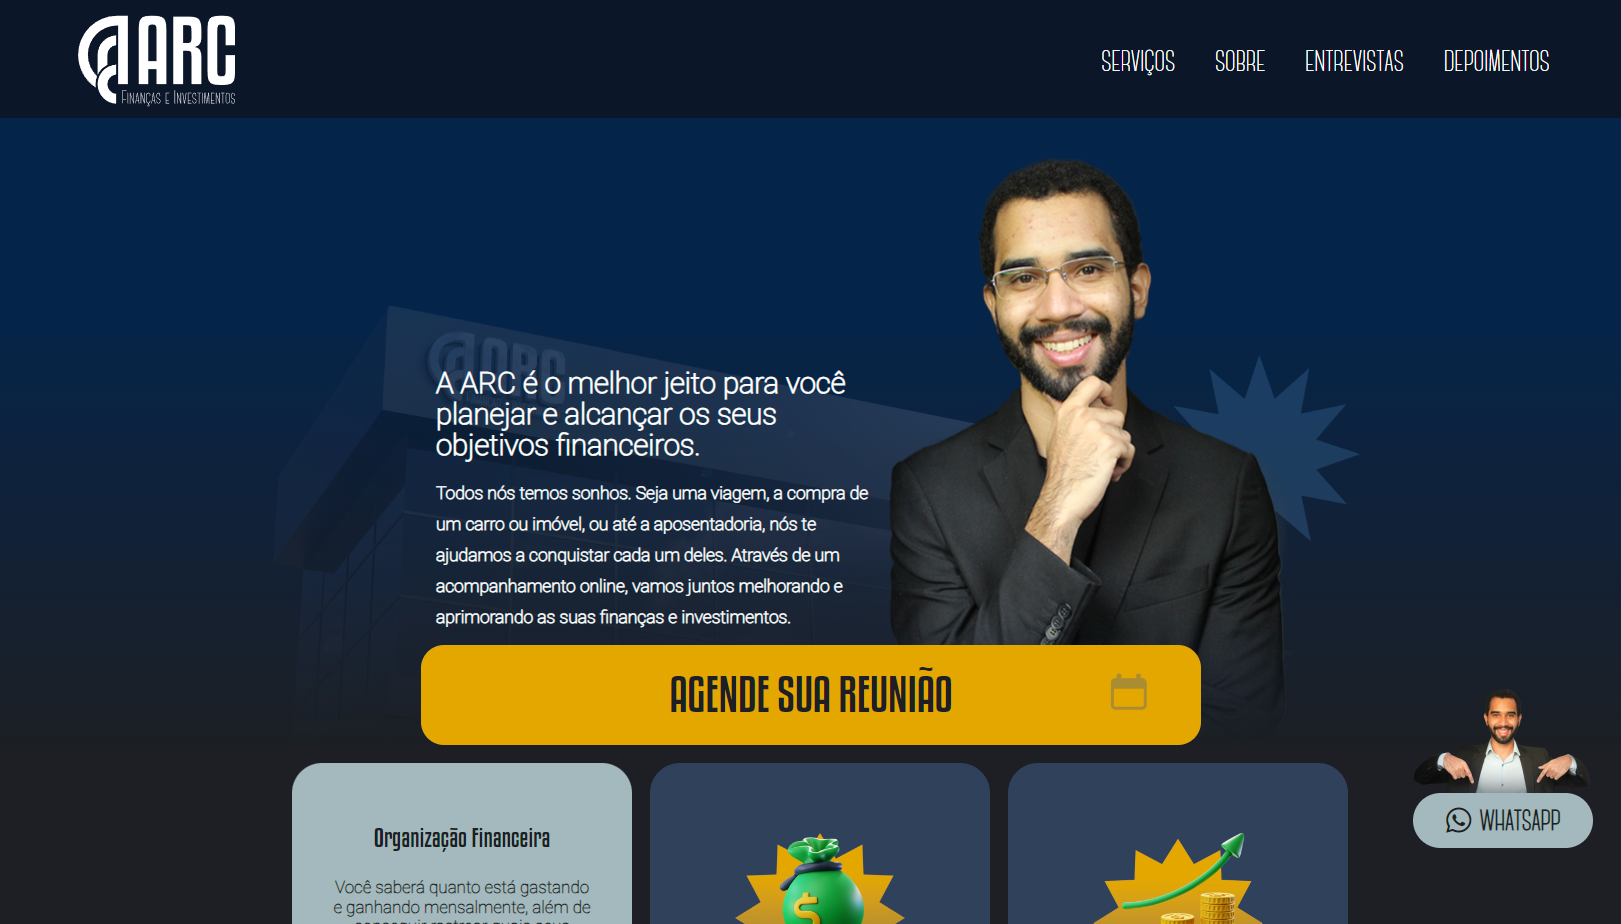 ARC
Finanças e Investimentos
SERVIÇOS
SOBRE
ENTREVISTAS
DEPOIMENTOS
ARC
A ARC é o melhor jeito para você
planejar e alcançar os seus
objetivos financeiros.
Todos nós temos sonhos. Seja uma viagem, a compra de
um carro ou imóvel, ou até a aposentadoria, nós te
ajudamos a conquistar cada um deles. Através de um
acompanhamento online, vamos juntos melhorando e
aprimorando as suas finanças e investimentos.
AGENDE SUA REUNIÃO
Organização Financeira
Você saberá quanto está gastando
e ganhando mensalmente, além de
$
WHATSAPP